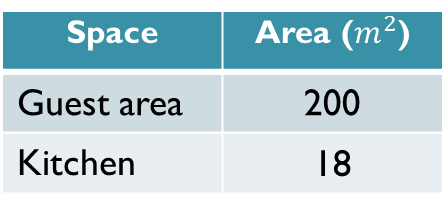 Space Area (m²)
Guest area 200
Kitchen 18